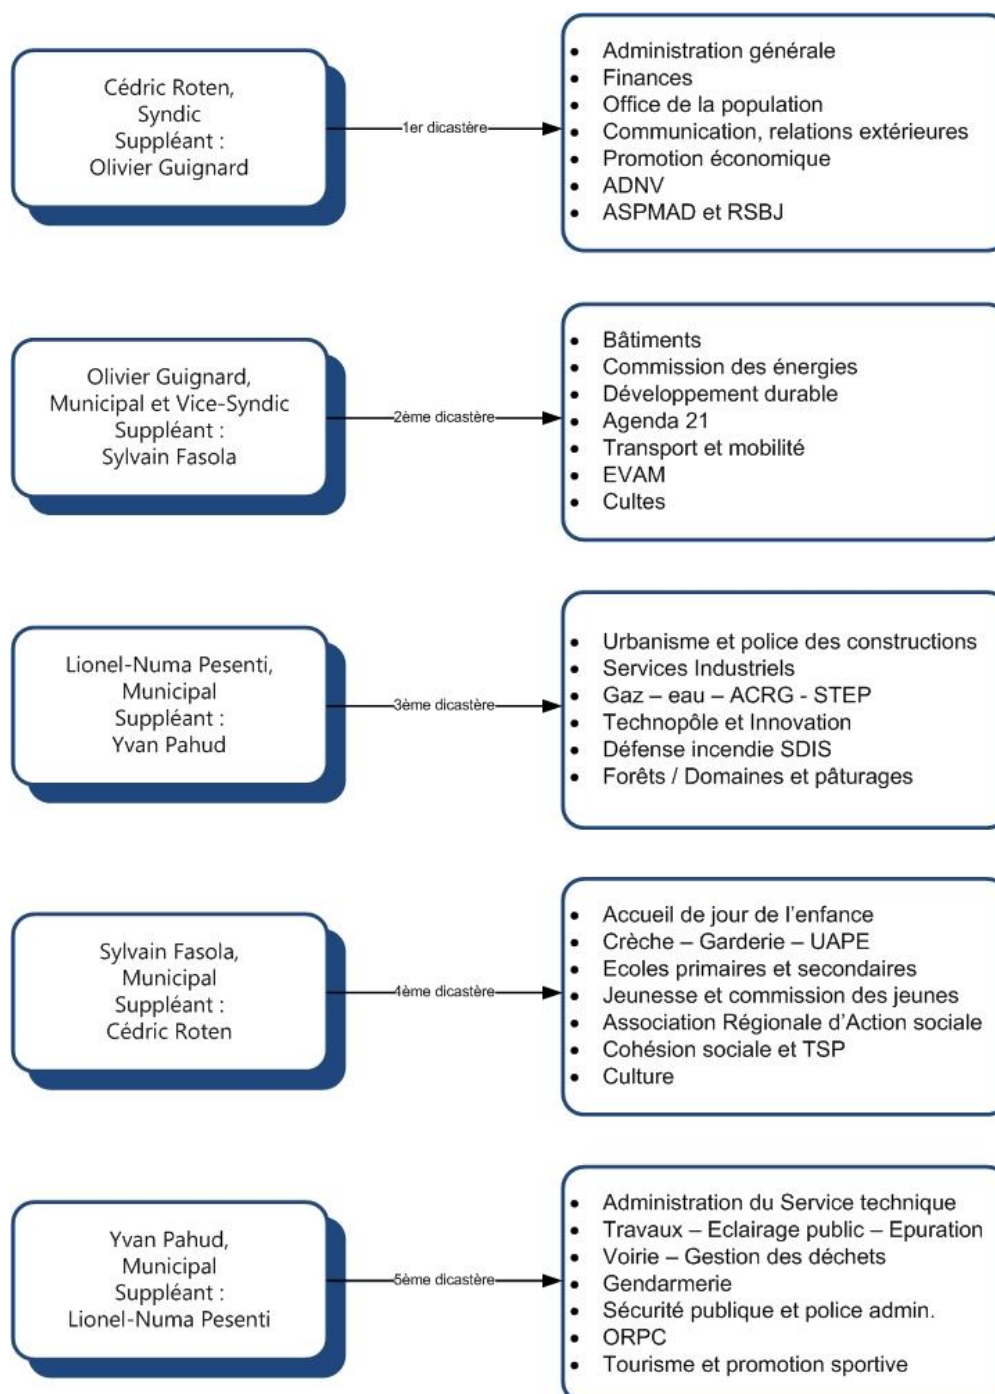 Cédric Roten,
Syndic
Suppléant :
Olivier Guignard
1er dicastère
• Administration générale
• Finances
• Office de la population
• Communication, relations extérieures
• Promotion économique
• ADNV
• ASPMAD et RSBJ
Olivier Guignard,
Municipal et Vice-Syndic
Suppléant :
Sylvain Fasola
2ème dicastère
• Bâtiments
• Commission des énergies
• Développement durable
• Agenda 21
• Transport et mobilité
• EVAM
• Cultes
Lionel-Numa Pesenti,
Municipal
Suppléant :
Yvan Pahud
3ème dicastère
• Urbanisme et police des constructions
• Services Industriels
• Gaz – eau – ACRG - STEP
• Technopôle et Innovation
• Défense incendie SDIS
• Forêts / Domaines et pâturages
Sylvain Fasola,
Municipal
Suppléant :
Cédric Roten
4ème dicastère
• Accueil de jour de l’enfance
• Crèche – Garderie – UAPE
• Ecoles primaires et secondaires
• Jeunesse et commission des jeunes
• Association Régionale d’Action sociale
• Cohésion sociale et TSP
• Culture
Yvan Pahud,
Municipal
Suppléant :
Lionel-Numa Pesenti
5ème dicastère
• Administration du Service technique
• Travaux – Eclairage public – Epuration
• Voirie – Gestion des déchets
• Gendarmerie
• Sécurité publique et police admin.
• ORPC
• Tourisme et promotion sportive